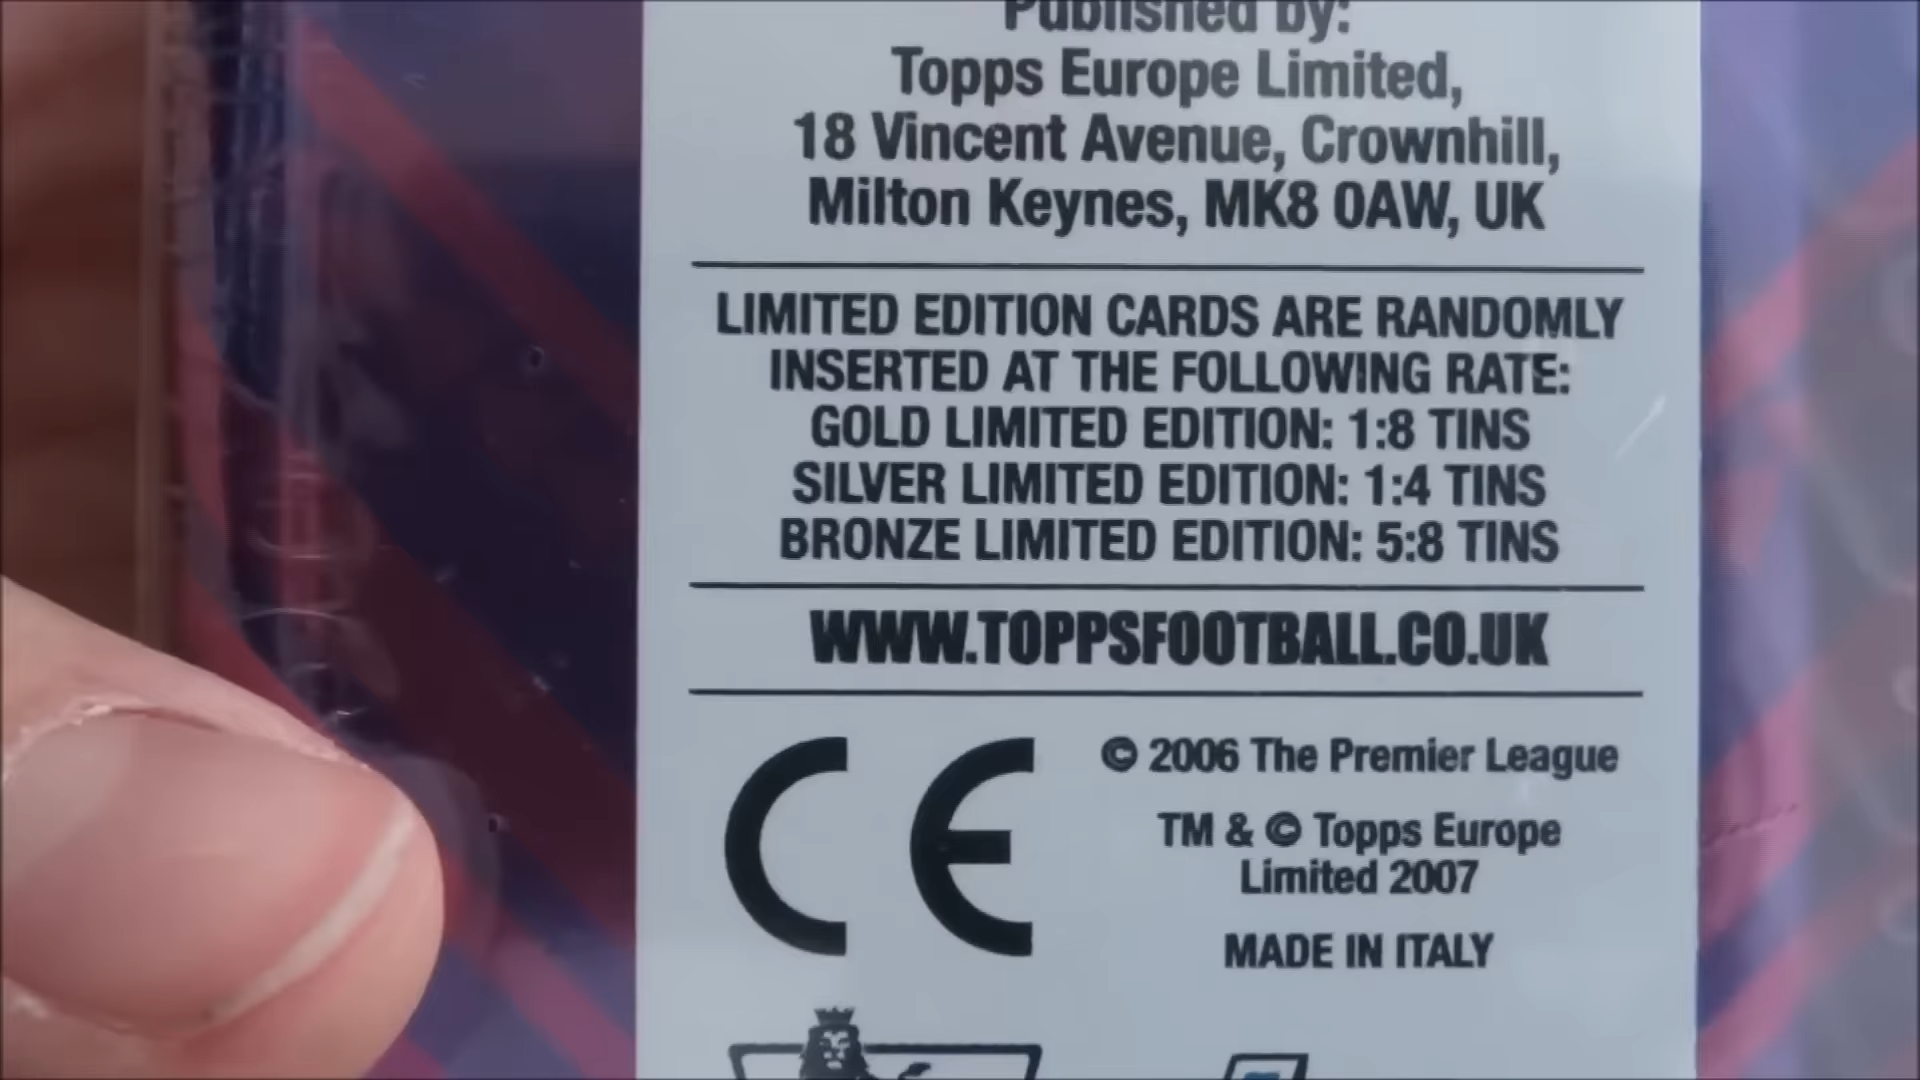 Published by:
Topps Europe Limited,
18 Vincent Avenue, Crownhill,
Milton Keynes, MK8 0AW, UK
LIMITED EDITION CARDS ARE RANDOMLY
INSERTED AT THE FOLLOWING RATE:
GOLD LIMITED EDITION: 1:8 TINS
SILVER LIMITED EDITION: 1:4 TINS
BRONZE LIMITED EDITION: 5:8 TINS
WWW.TOPPSFOOTBALL.CO.UK
CE
© 2006 The Premier League
TM & © Topps Europe
Limited 2007
MADE IN ITALY